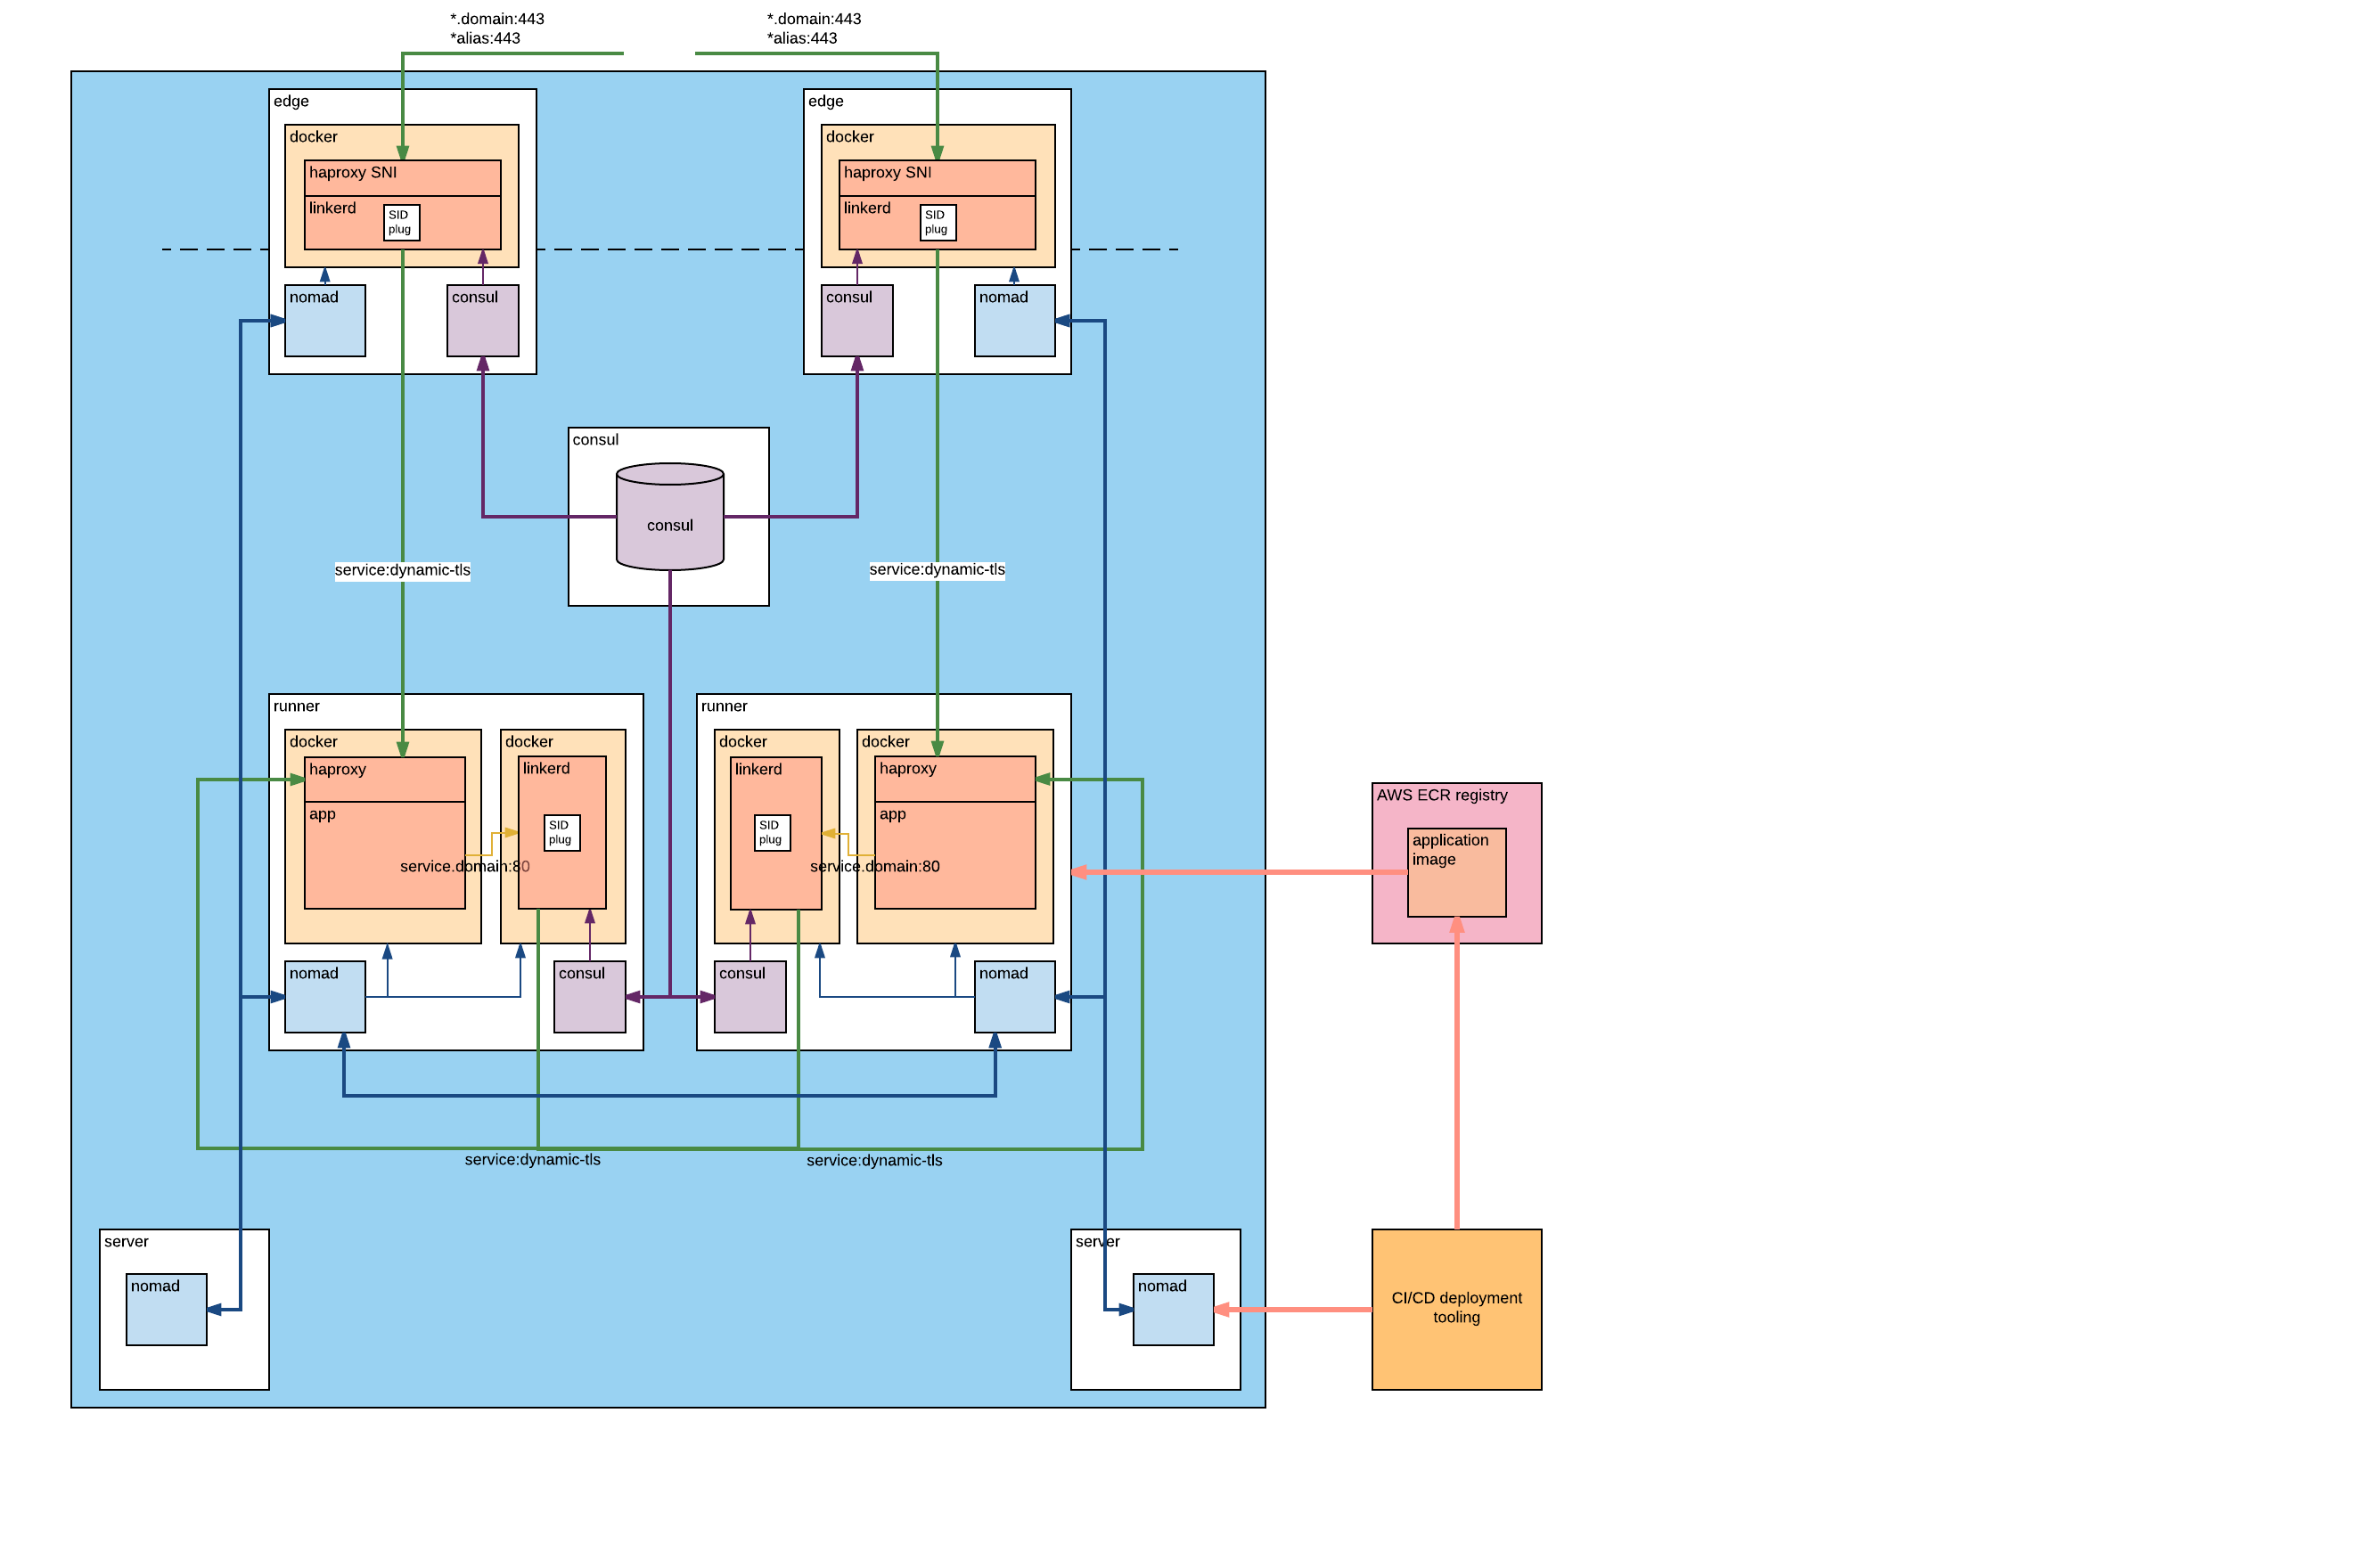 *.domain:443
*alias:443
*.domain:443
*alias:443
edge
docker
haproxy SNI
linkerd
SID
plug
nomad
consul
edge
docker
haproxy SNI
linkerd
SID
plug
consul
nomad
consul
consul
service:dynamic-tls
service:dynamic-tls
runner
docker
haproxy
app
service.domain:80
docker
linkerd
SID
plug
nomad
consul
runner
docker
linkerd
SID
plug
docker
haproxy
app
service.domain:80
consul
nomad
AWS ECR registry
application
image
service:dynamic-tls
service:dynamic-tls
server
nomad
server
nomad
CI/CD deployment
tooling